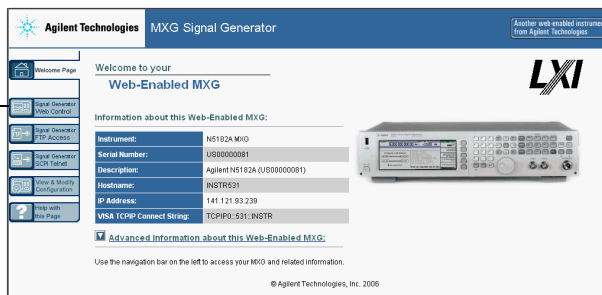 Agilent Technologies
MXG Signal Generator
Another web-enabled instrume
from Agilent Technologies
Welcome Page
Signal Generator
Web Control
Signal Generator
FTP Access
Signal Generator
SCPI Telnet
View & Modify
Configuration
Help with
this Page
Welcome to your
Web-Enabled MXG
LXI
Information about this Web-Enabled MXG:
Instrument: N5182A MXG
Serial Number: US00000081
Description: Agilent N5182A (US00000081)
Hostname: INSTR531
IP Address: 141.121.93.239
VISA TCPIP Connect String: TCPIP0::531::INSTR
Advanced Information about this Web-Enabled MXG:
Use the navigation bar on the left to access your MXG and related information.
© Agilent Technologies, Inc. 2006